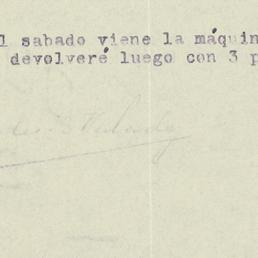 l sabado viene la máquin
devolveré luego con 3 p